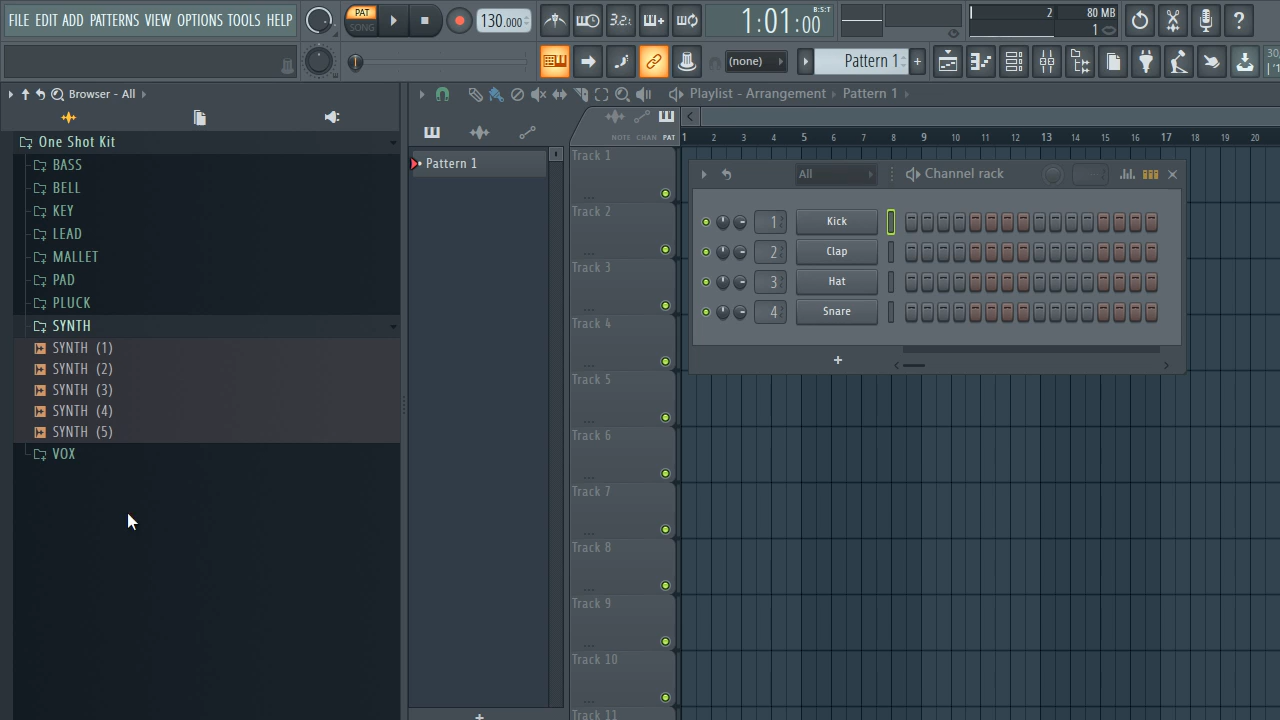 FILE EDIT ADD PATTERNS VIEW OPTIONS TOOLS HELP
PAT
SONG
130.000
3.2.
1:01:00
B:S:T
2
80 MB
1
(none)
Pattern 1
+
Browser - All
One Shot Kit
BASS
BELL
KEY
LEAD
MALLET
PAD
PLUCK
SYNTH
SYNTH (1)
SYNTH (2)
SYNTH (3)
SYNTH (4)
SYNTH (5)
VOX
Pattern 1
+
Playlist - Arrangement
Pattern 1
NOTE CHAN PAT
1 2 3 4 5 6 7 8 9 10 11 12 13 14 15 16 17 18 19 20
Track 1
Track 2
Track 3
Track 4
Track 5
Track 6
Track 7
Track 8
Track 9
Track 10
Track 11
All
Channel rack
1 Kick
2 Clap
3 Hat
4 Snare
+